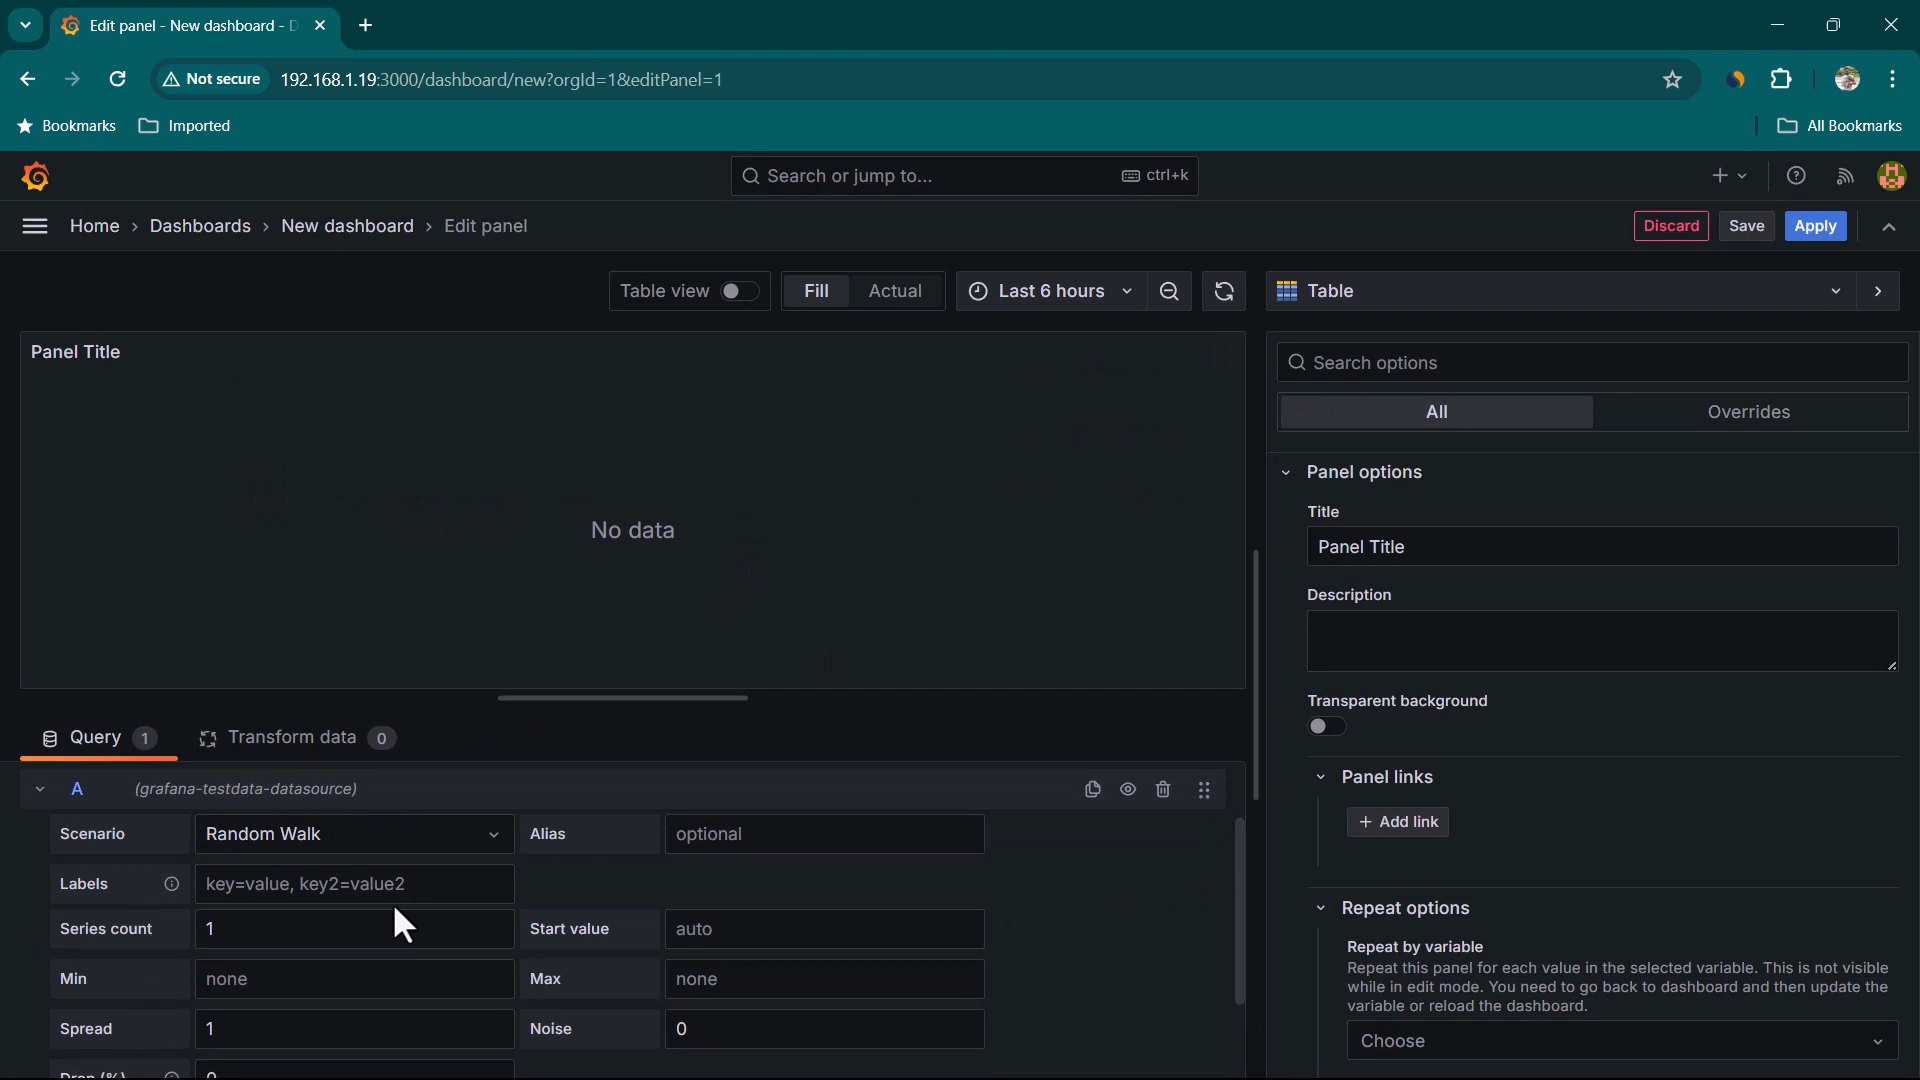 Edit panel - New dashboard - D
Not secure 192.168.1.19:3000/dashboard/new?orgId=1&editPanel=1
Bookmarks Imported All Bookmarks
Search or jump to... ctrl+k
Home › Dashboards › New dashboard › Edit panel Discard Save Apply
Table view Fill Actual Last 6 hours Table
Panel Title
No data
Search options
All Overrides
Panel options
Title
Panel Title
Description
Transparent background
Panel links
+ Add link
Repeat options
Repeat by variable
Repeat this panel for each value in the selected variable. This is not visible
while in edit mode. You need to go back to dashboard and then update the
variable or reload the dashboard.
Choose
Query 1 Transform data 0
A (grafana-testdata-datasource)
Scenario Random Walk Alias optional
Labels key=value, key2=value2
Series count 1 Start value auto
Min none Max none
Spread 1 Noise 0
Drop (%) 0